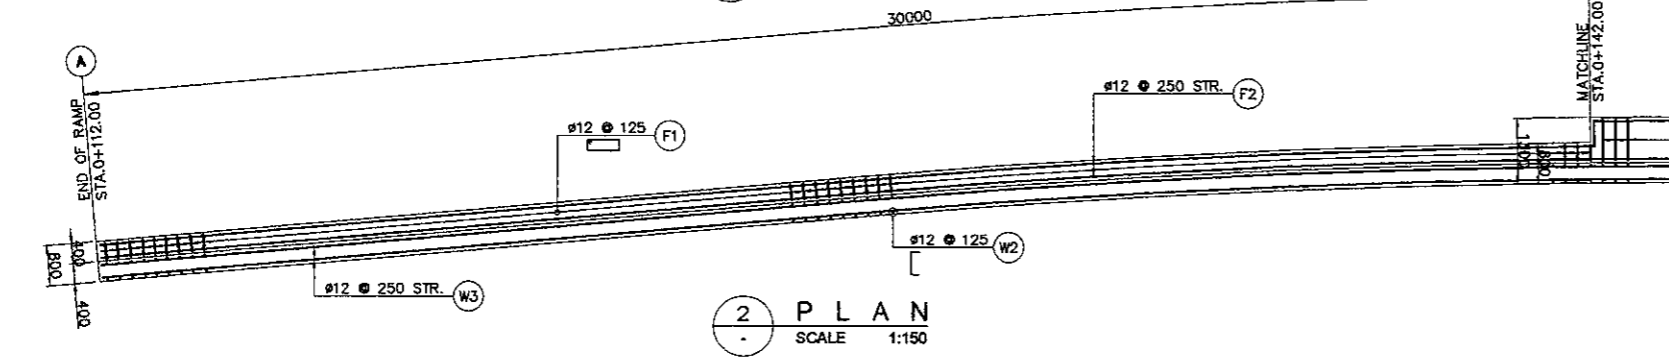 30000
A
END OF RAMP
STA.0+112.00
MATCHLINE
STA.0+142.00
ø12 @ 125 F1
ø12 @ 250 STR. F2
800
400
400
800
ø12 @ 250 STR. W3
ø12 @ 125 W2
2 PLAN
- SCALE 1:150